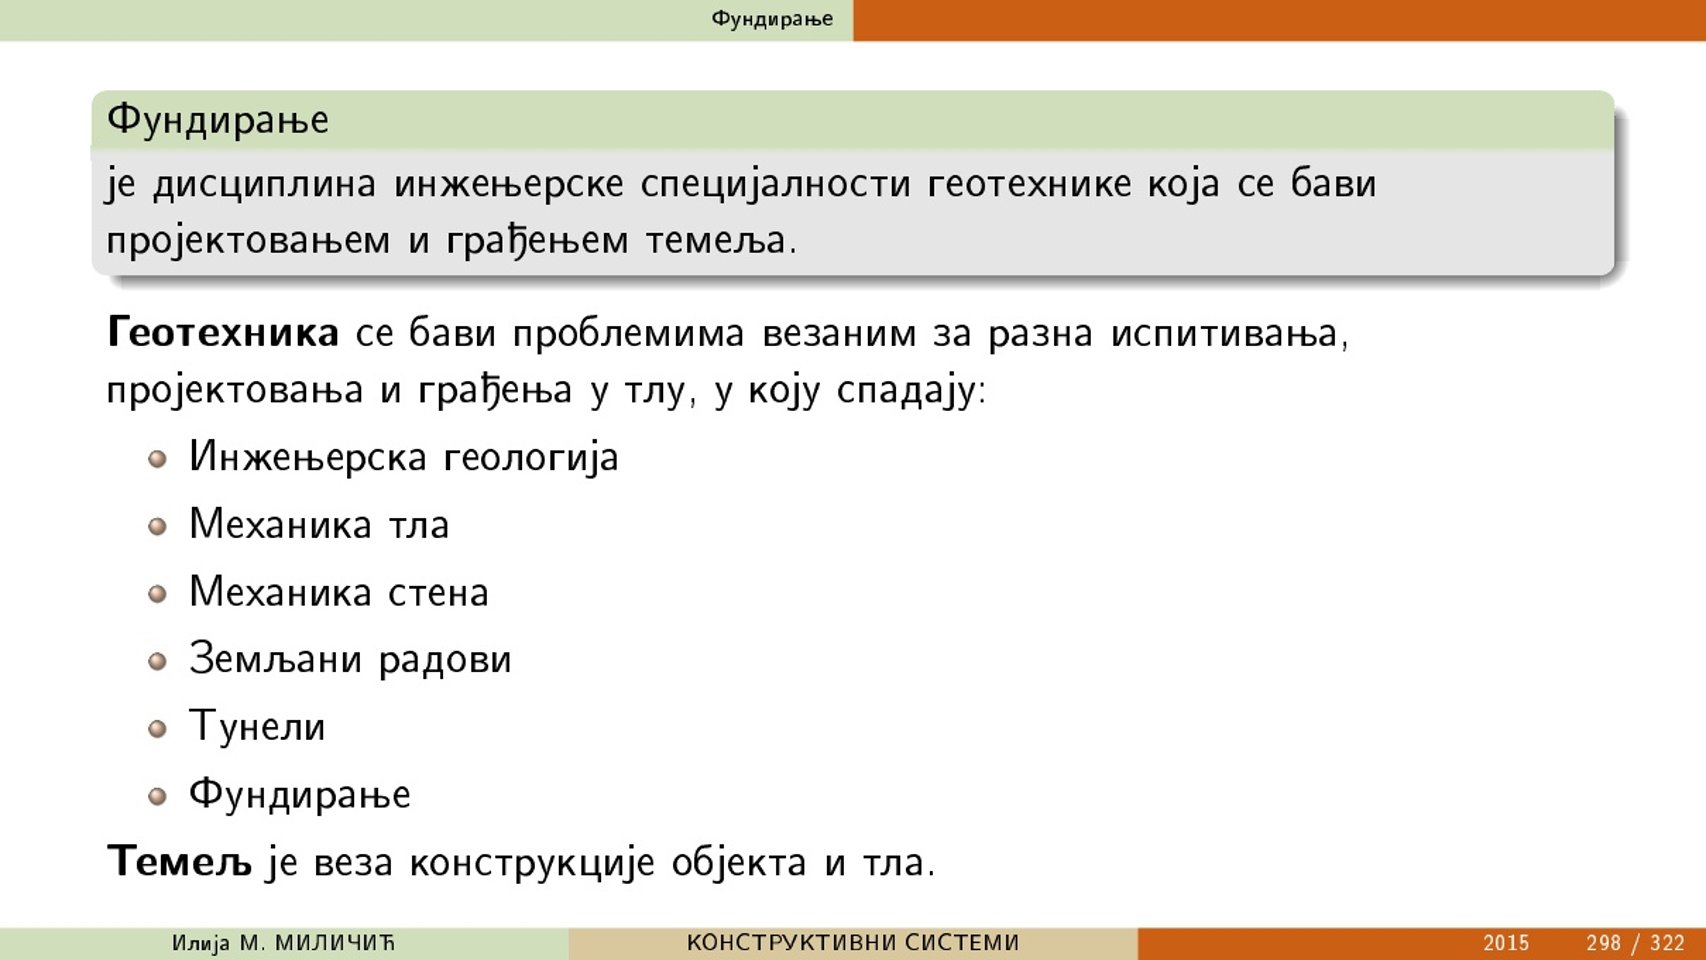 Фундирање
Фундирање
је дисциплина инжењерске специјалности геотехнике која се бави
пројектовањем и грађењем темеља.
Геотехника се бави проблемима везаним за разна испитивања,
пројектовања и грађења у тлу, у коју спадају:
Инжењерска геологија
Механика тла
Механика стена
Земљани радови
Тунели
Фундирање
Темељ је веза конструкције објекта и тла.
Илија М. МИЛИЧИЋ
КОНСТРУКТИВНИ СИСТЕМИ
2015 298 / 322